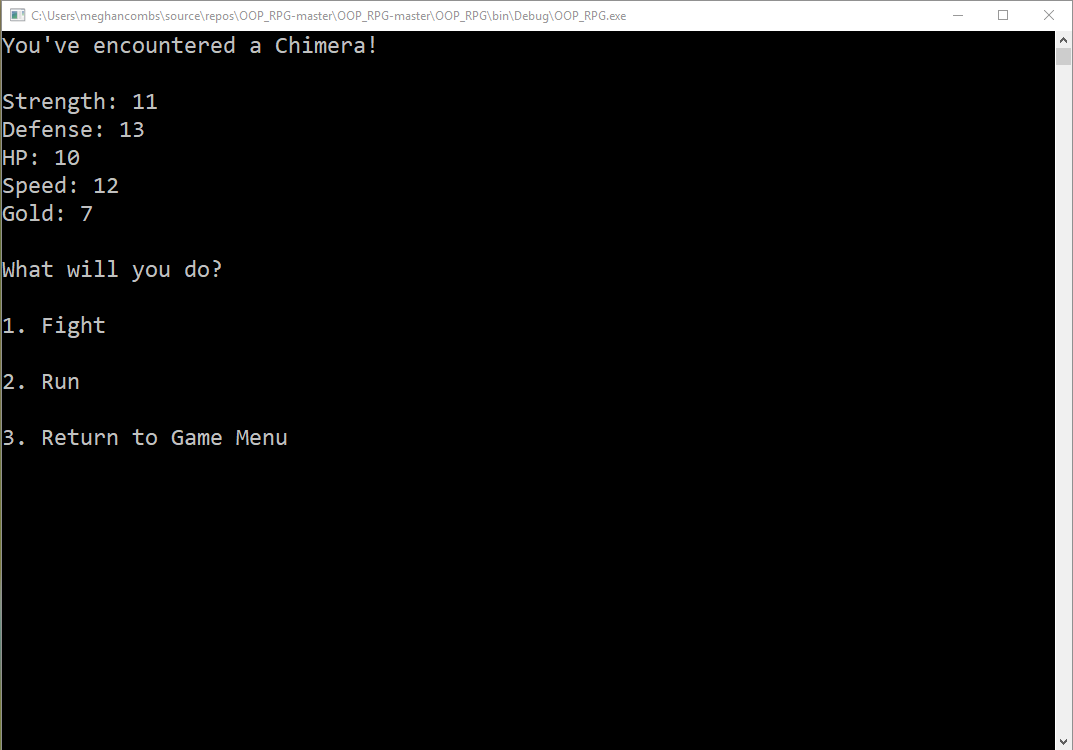 C:\Users\meghancombs\source\repos\OOP_RPG-master\OOP_RPG-master\OOP_RPG\bin\Debug\OOP_RPG.exe
You've encountered a Chimera!
Strength: 11
Defense: 13
HP: 10
Speed: 12
Gold: 7
What will you do?
1. Fight
2. Run
3. Return to Game Menu